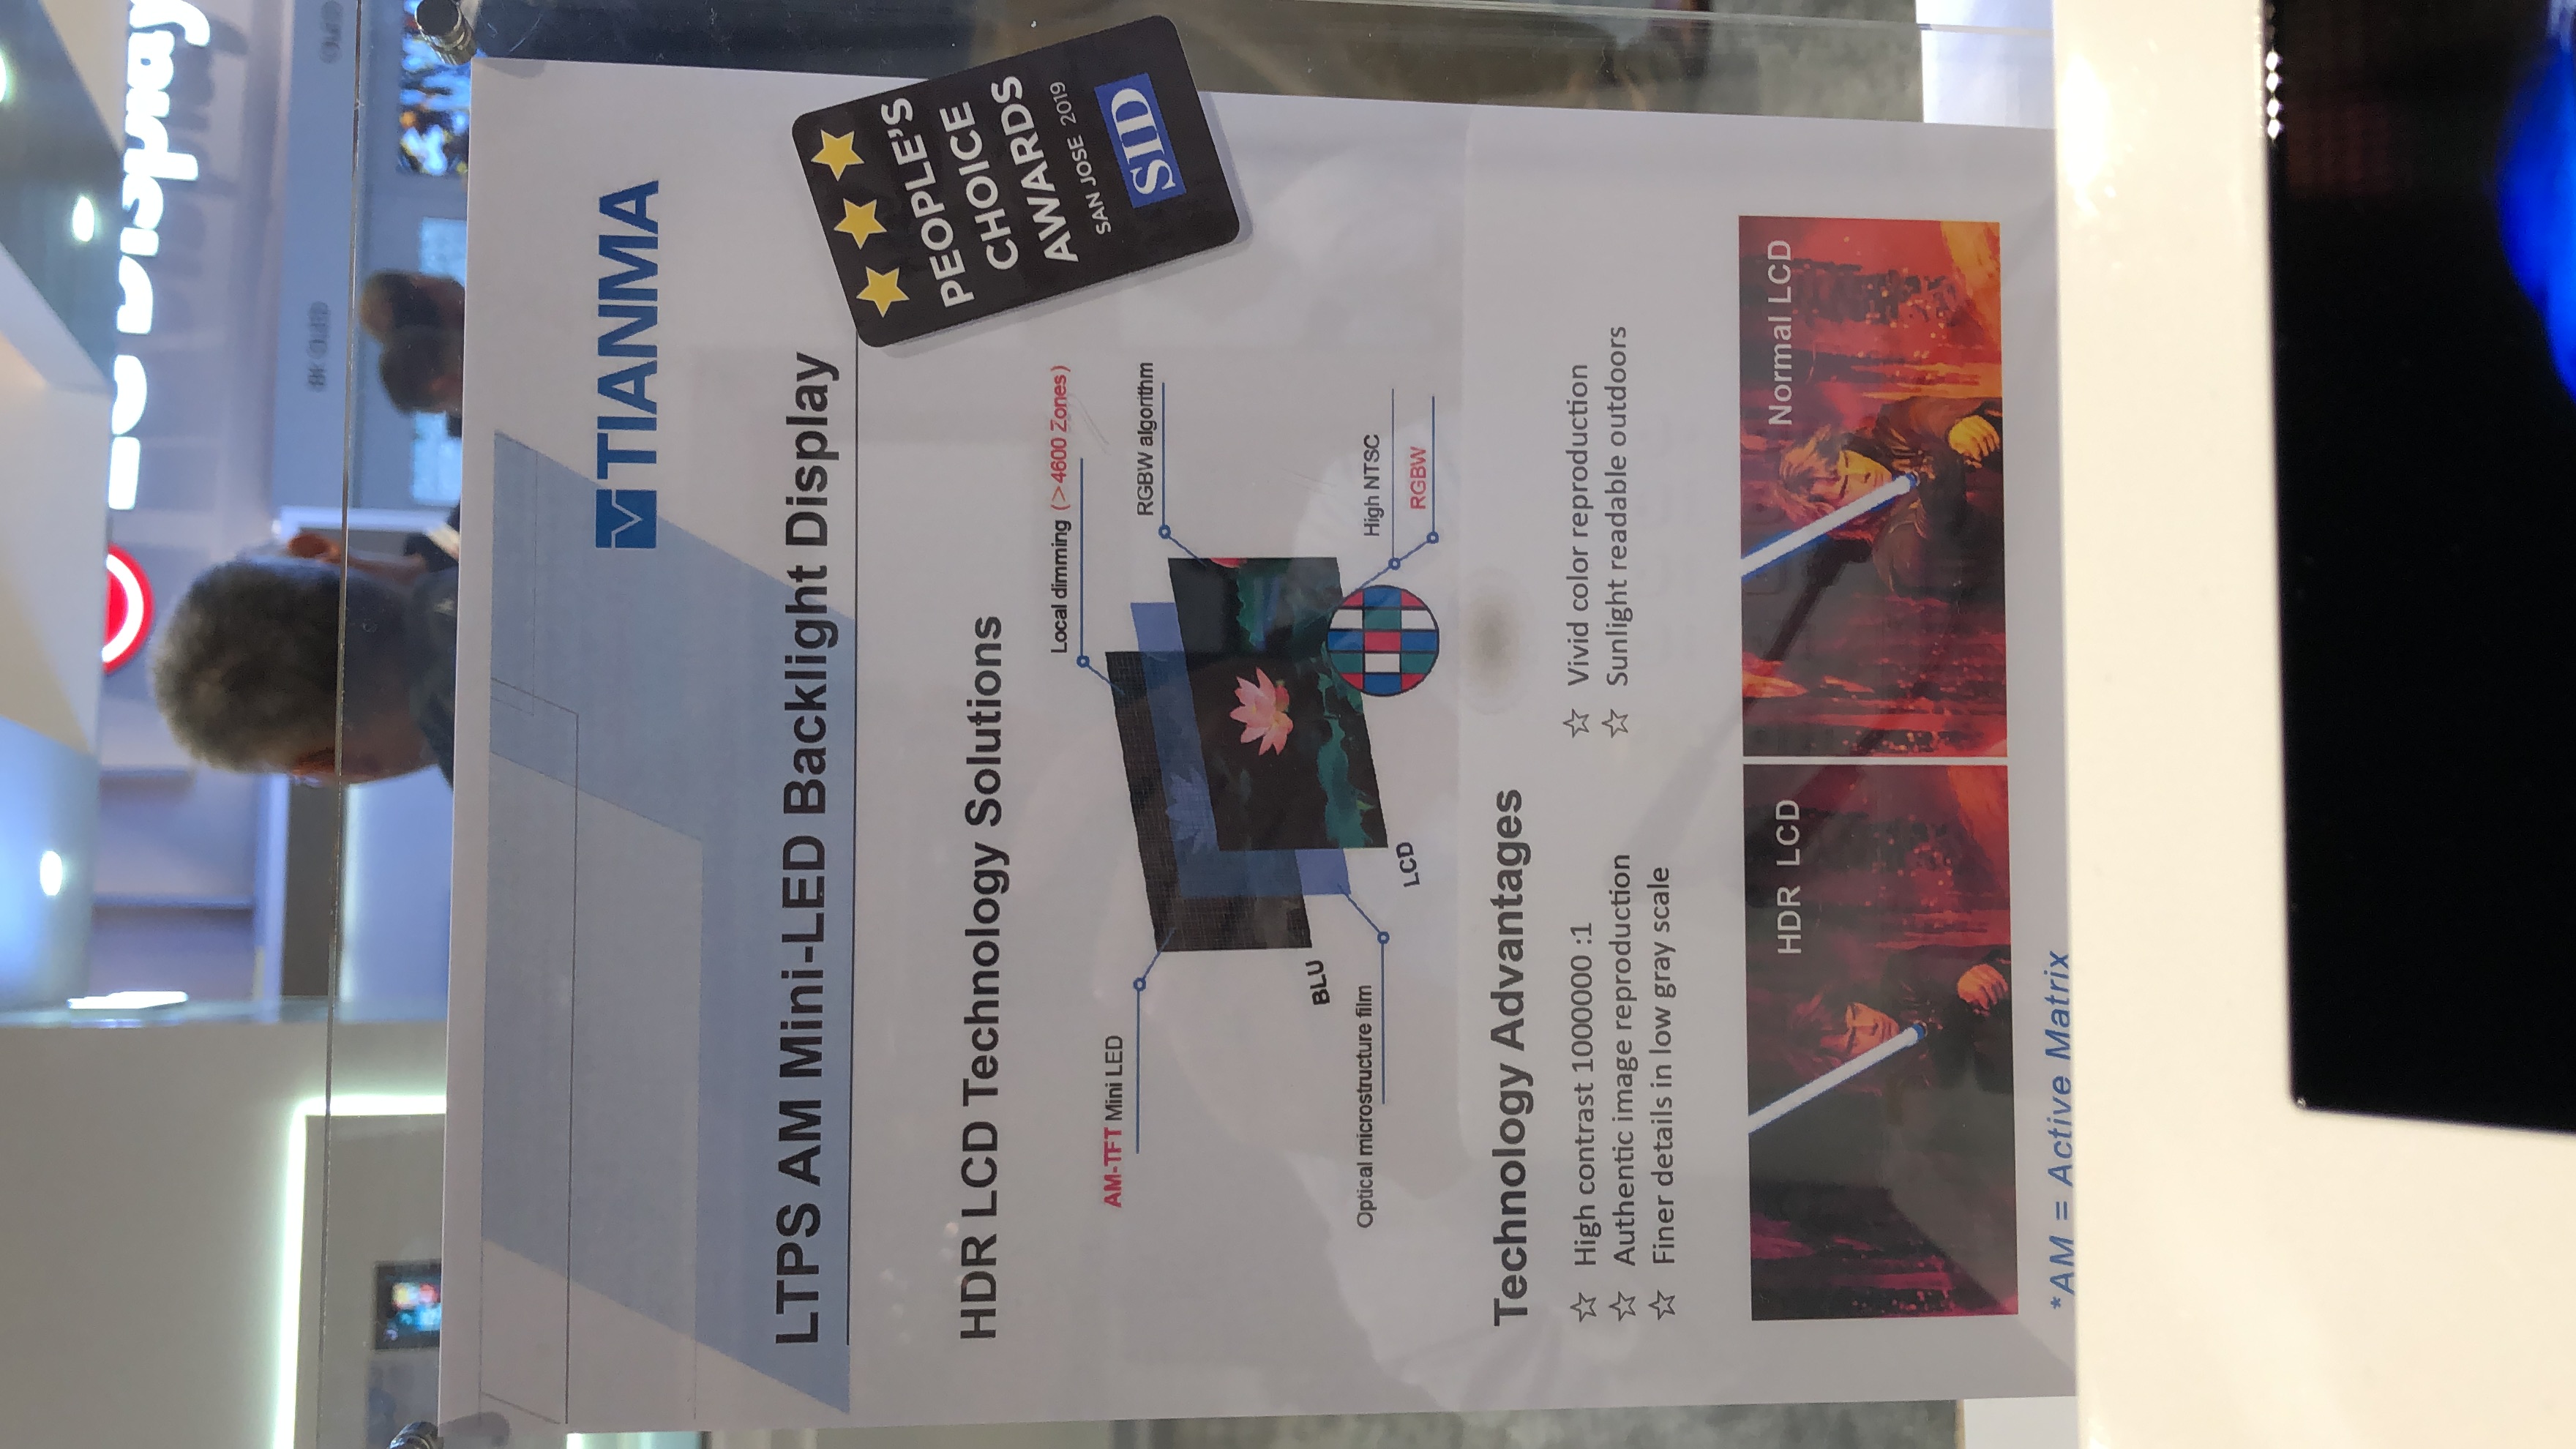 Display
8K OLED
TIANMA
LTPS AM Mini-LED Backlight Display
PEOPLE'S
CHOICE
AWARDS
SAN JOSE 2019
SID
HDR LCD Technology Solutions
Local dimming (>4600 Zones)
AM-TFT Mini LED
RGBW algorithm
BLU
Optical microstructure film
LCD
High NTSC
RGBW
Technology Advantages
☆ High contrast 1000000 :1
☆ Authentic image reproduction
☆ Finer details in low gray scale
☆ Vivid color reproduction
☆ Sunlight readable outdoors
HDR LCD
Normal LCD
*AM = Active Matrix